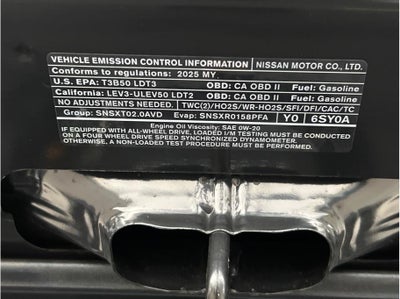 VEHICLE EMISSION CONTROL INFORMATION NISSAN MOTOR CO., LTD.
Conforms to regulations: 2025 MY.
U.S. EPA: T3B50 LDT3 OBD: CA OBD II Fuel: Gasoline
California: LEV3-ULEV50 LDT2 OBD: CA OBD II Fuel: Gasoline
NO ADJUSTMENTS NEEDED. TWC(2)/HO2S/WR-HO2S/SFI/DFI/CAC/TC
Group: SNSXT02.0AVD Evap: SNSXR0158PFA Y0 6SY0A
Engine Oil Viscosity: SAE 0W-20
IF EQUIPPED WITH ALL-WHEEL DRIVE, LOADED I/M TESTING MUST BE CONDUCTED
ON A FOUR WHEEL DRIVE SPEED SYNCHRONIZED DYNAMOMETER
OTHERWISE, A NON-LOADED TEST PROCEDURE MUST BE USED.